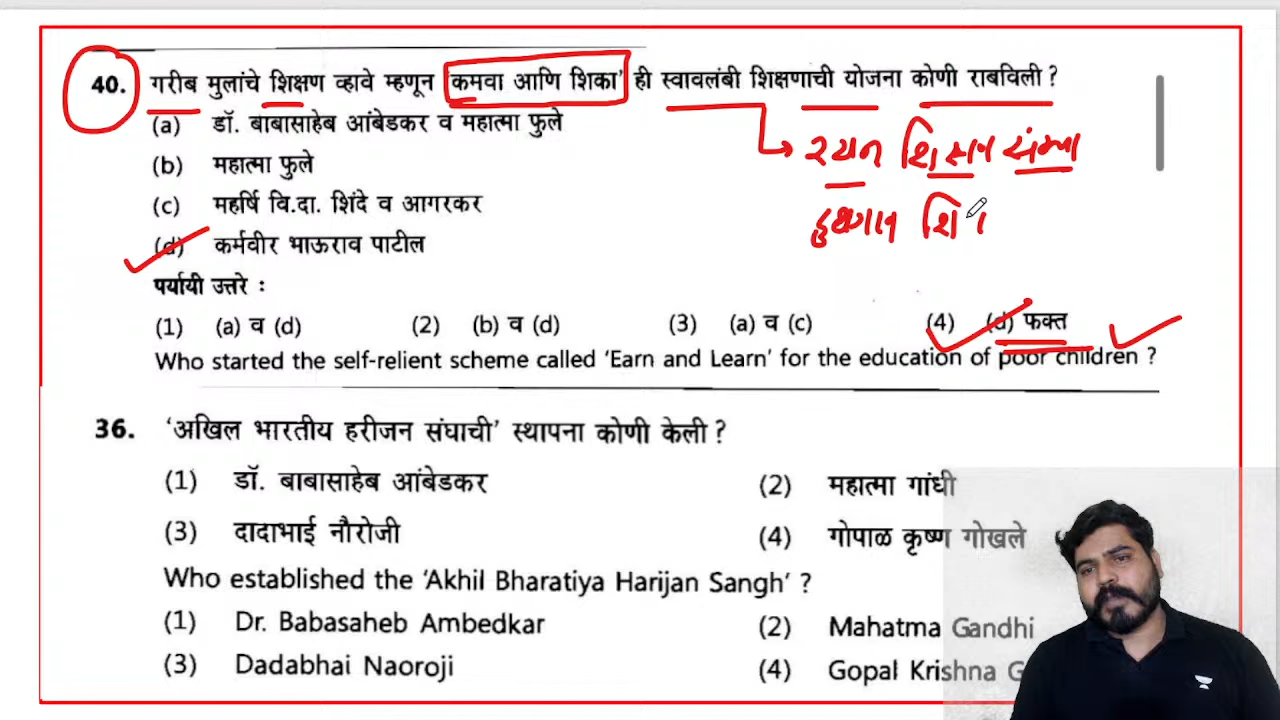 40. गरीब मुलांचे शिक्षण व्हावे म्हणून कमवा आणि शिका' ही स्वावलंबी शिक्षणाची योजना कोणी राबविली ?
(a) डॉ. बाबासाहेब आंबेडकर व महात्मा फुले
(b) महात्मा फुले
(c) महर्षि वि.दा. शिंदे व आगरकर
(d) कर्मवीर भाऊराव पाटील
रयत शिक्षण संस्था
शि
पर्यायी उत्तरे :
(1) (a) व (d) (2) (b) व (d) (3) (a) व (c) (4) (d) फक्त
Who started the self-relient scheme called 'Earn and Learn' for the education of poor children ?
36. 'अखिल भारतीय हरीजन संघाची' स्थापना कोणी केली ?
(1) डॉ. बाबासाहेब आंबेडकर (2) महात्मा गांधी
(3) दादाभाई नौरोजी (4) गोपाळ कृष्ण गोखले
Who established the 'Akhil Bharatiya Harijan Sangh' ?
(1) Dr. Babasaheb Ambedkar (2) Mahatma Gandhi
(3) Dadabhai Naoroji (4) Gopal Krishna G